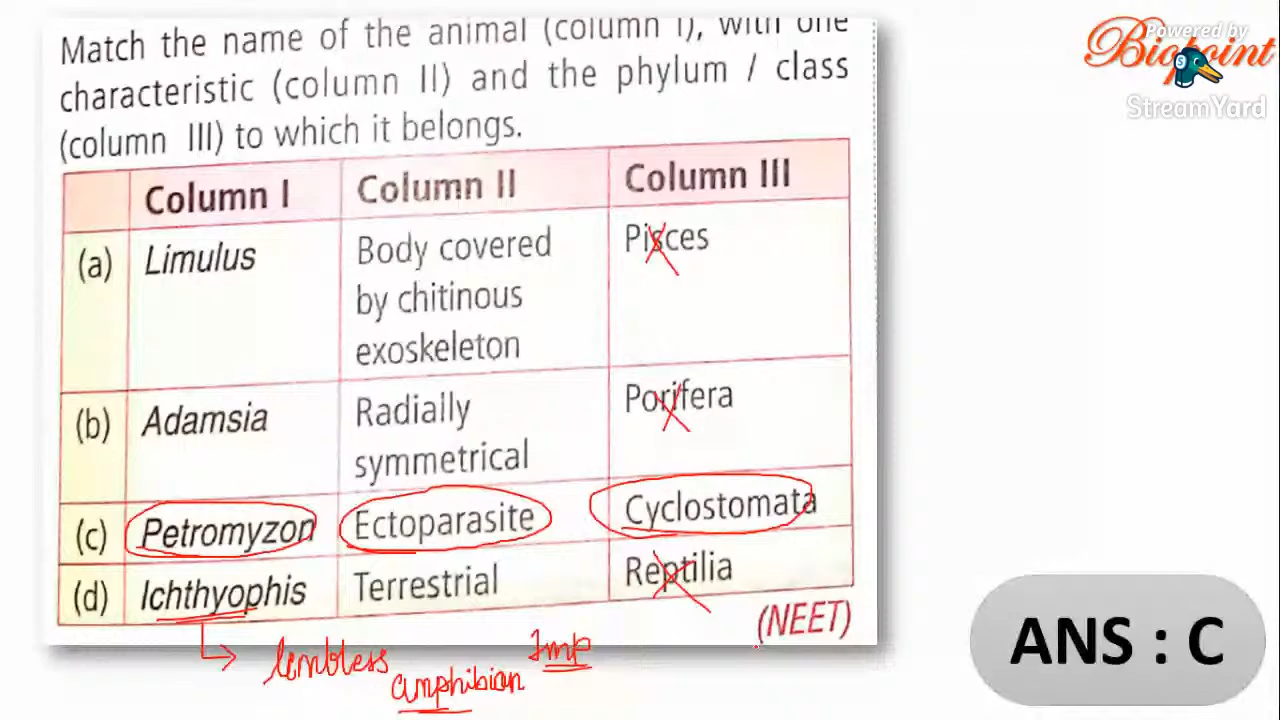 Match the name of the animal (column I), with one
characteristic (column II) and the phylum / class
(column III) to which it belongs.
Column I Column II Column III
(a) Limulus Body covered by chitinous exoskeleton Pisces
(b) Adamsia Radially symmetrical Porifera
(c) Petromyzon Ectoparasite Cyclostomata
(d) Ichthyophis Terrestrial Reptilia
(NEET)
limbless
amphibian
Imp
ANS : C
Biopoint
Powered by
StreamYard